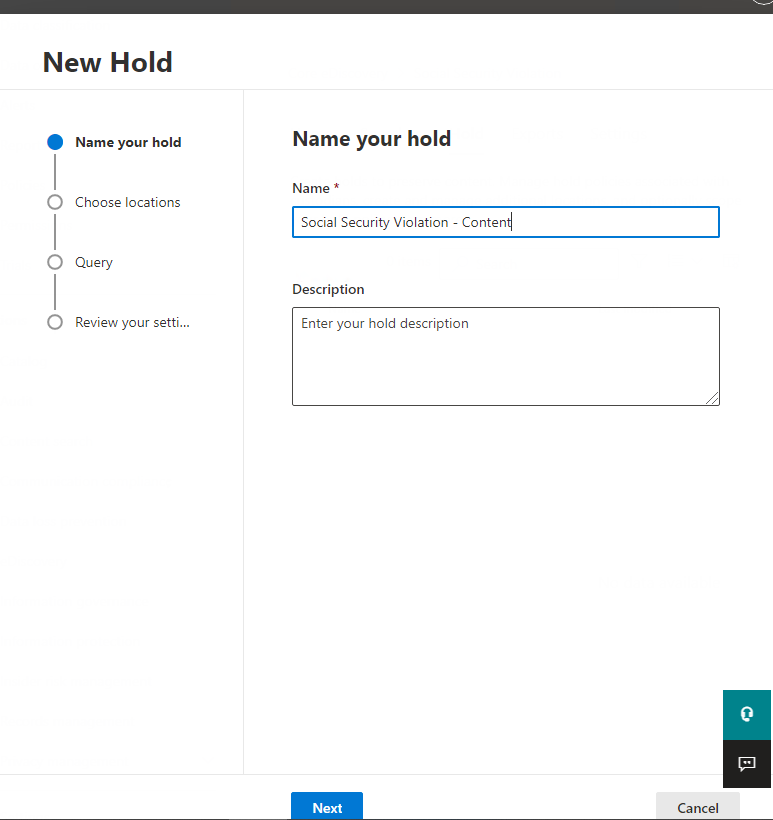 New Hold
Name your hold
Choose locations
Query
Review your setti...
Name your hold
Name *
Social Security Violation - Content
Description
Enter your hold description
Next
Cancel